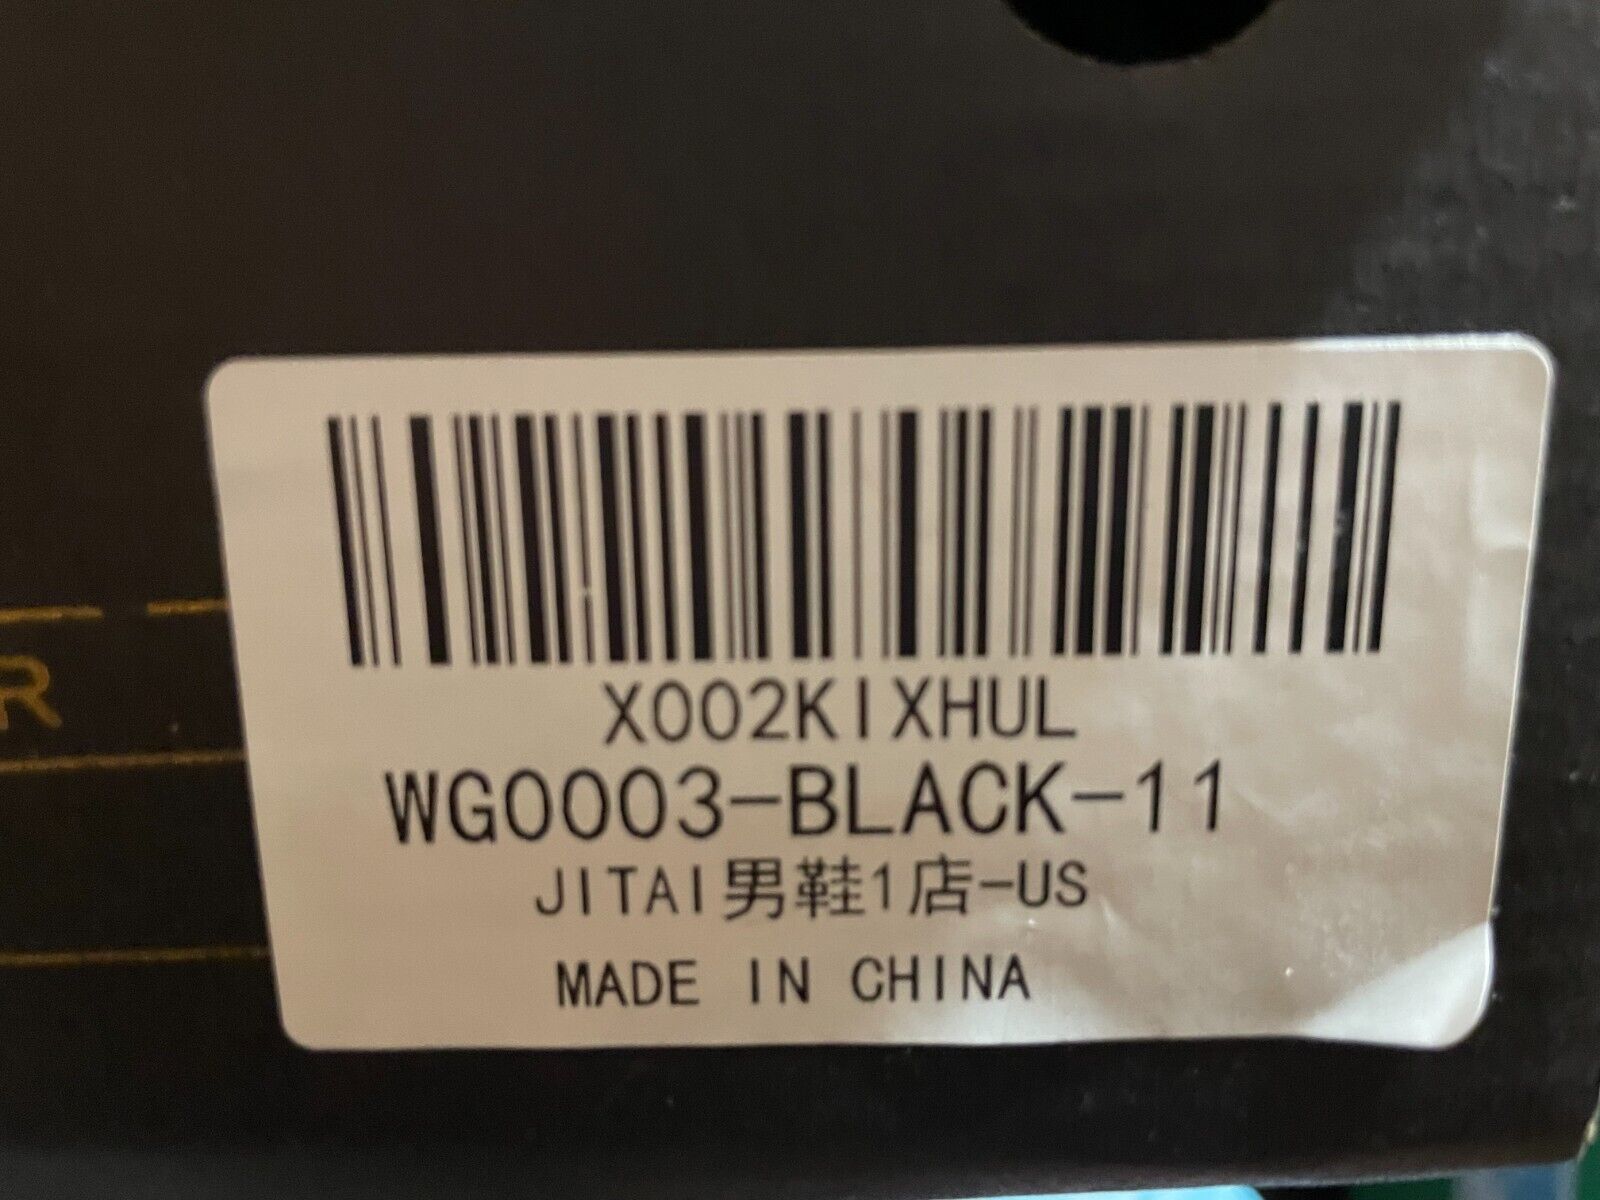 X002KIXHUL
WG0003-BLACK-11
JITAI男鞋1店-US
MADE IN CHINA
R